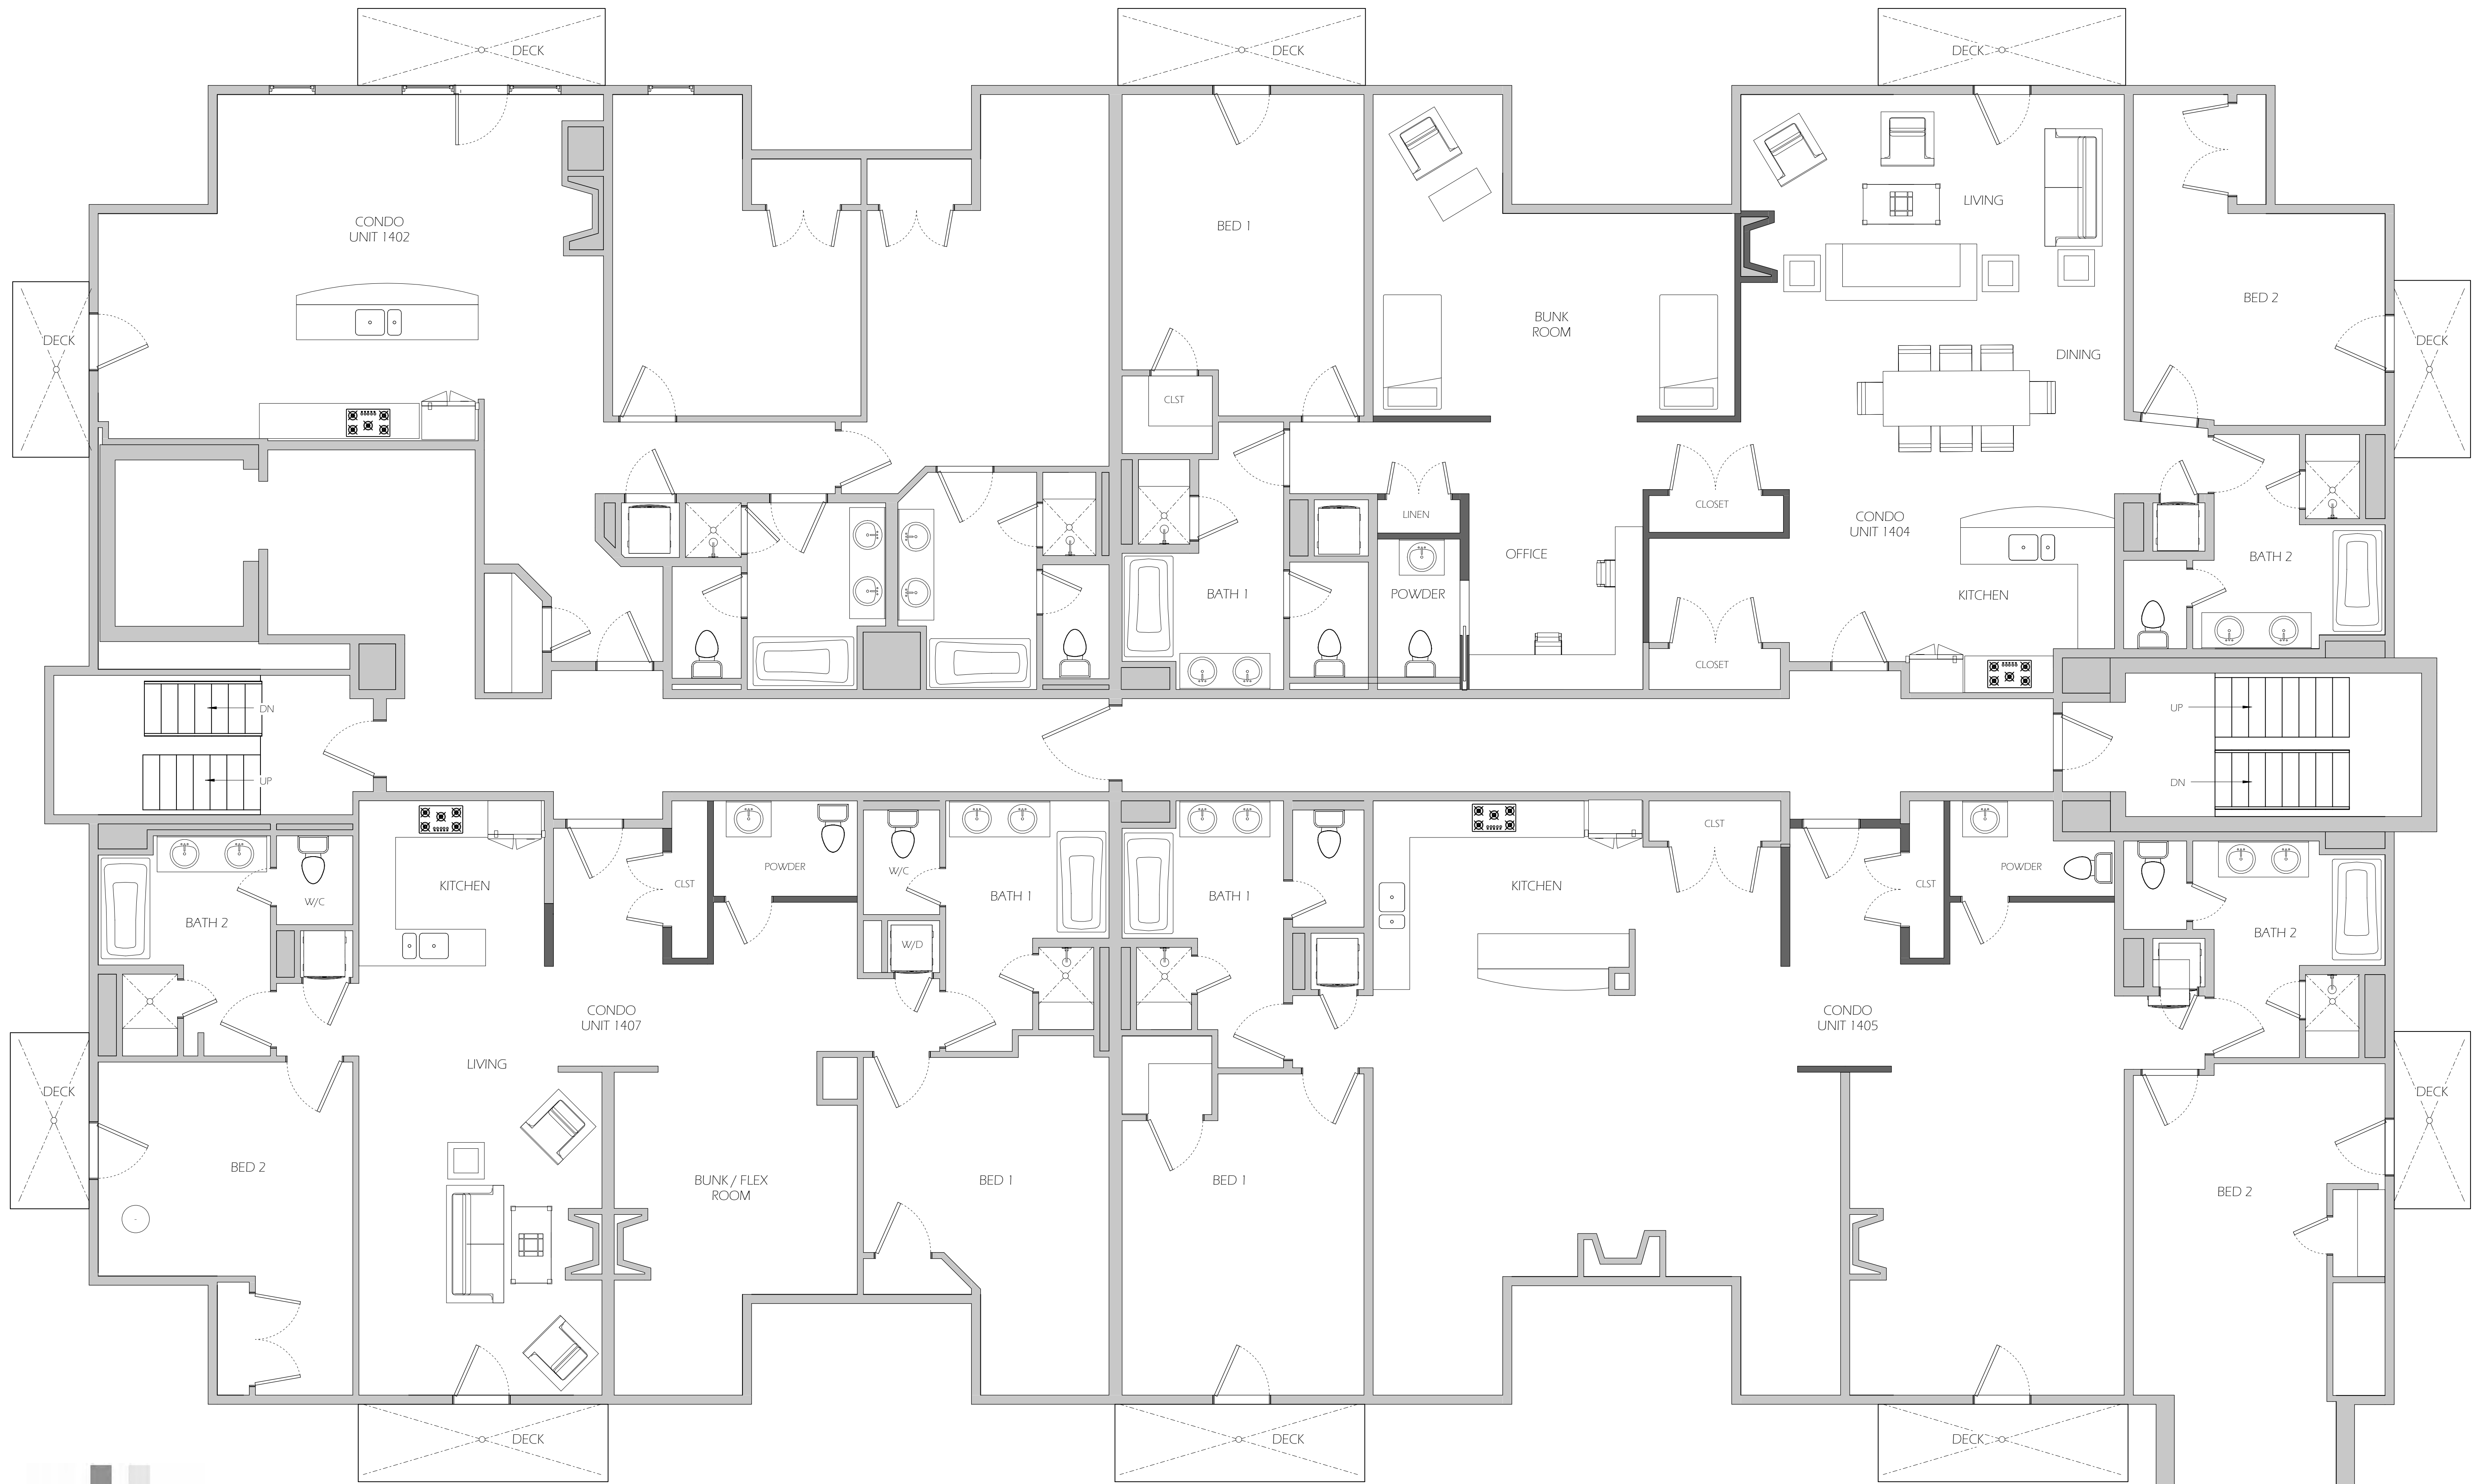 DECK
DECK
DECK
CONDO
UNIT 1402
BED 1
LIVING
BED 2
BUNK
ROOM
DECK
DINING
DECK
CLST
LINEN
CLOSET
CONDO
UNIT 1404
OFFICE
BATH 2
BATH 1
POWDER
KITCHEN
CLOSET
DN
UP
UP
DN
CLST
POWDER
POWDER
KITCHEN
CLST
W/C
BATH 1
BATH 1
KITCHEN
CLST
W/C
BATH 2
W/D
BATH 2
CONDO
UNIT 1407
CONDO
UNIT 1405
LIVING
DECK
DECK
BED 2
BUNK / FLEX
ROOM
BED 1
BED 1
BED 2
DECK
DECK
DECK